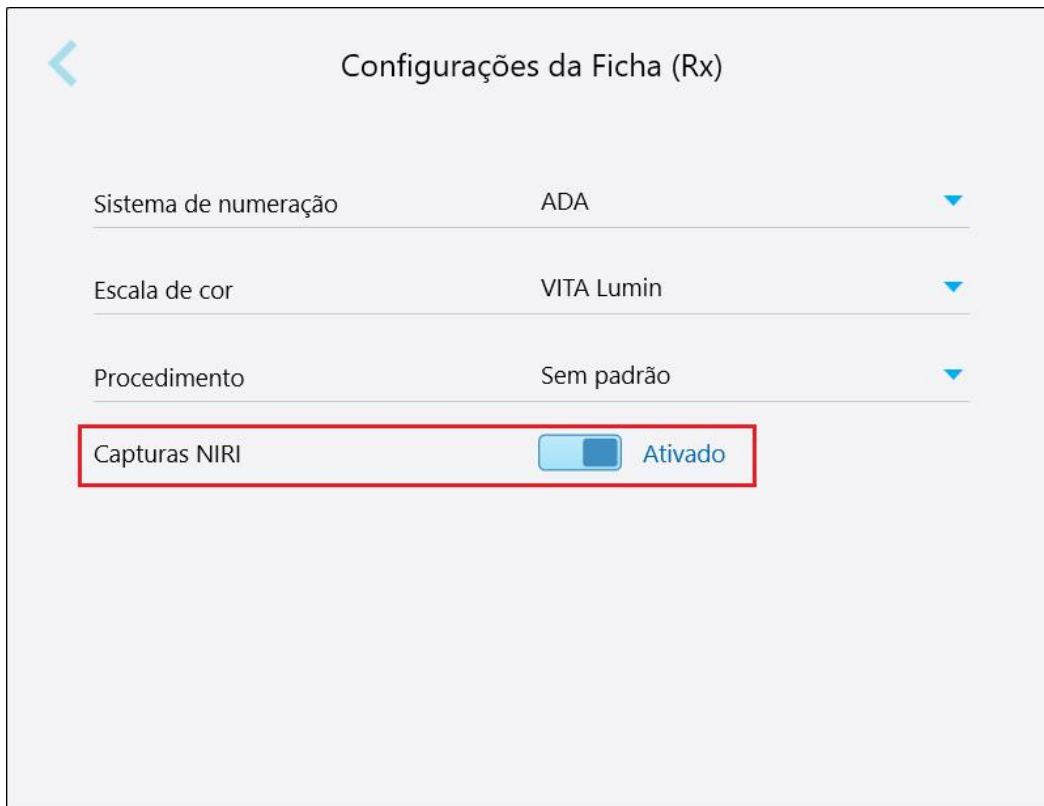 Configurações da Ficha (Rx)
Sistema de numeração ADA
Escala de cor VITA Lumin
Procedimento Sem padrão
Capturas NIRI Ativado